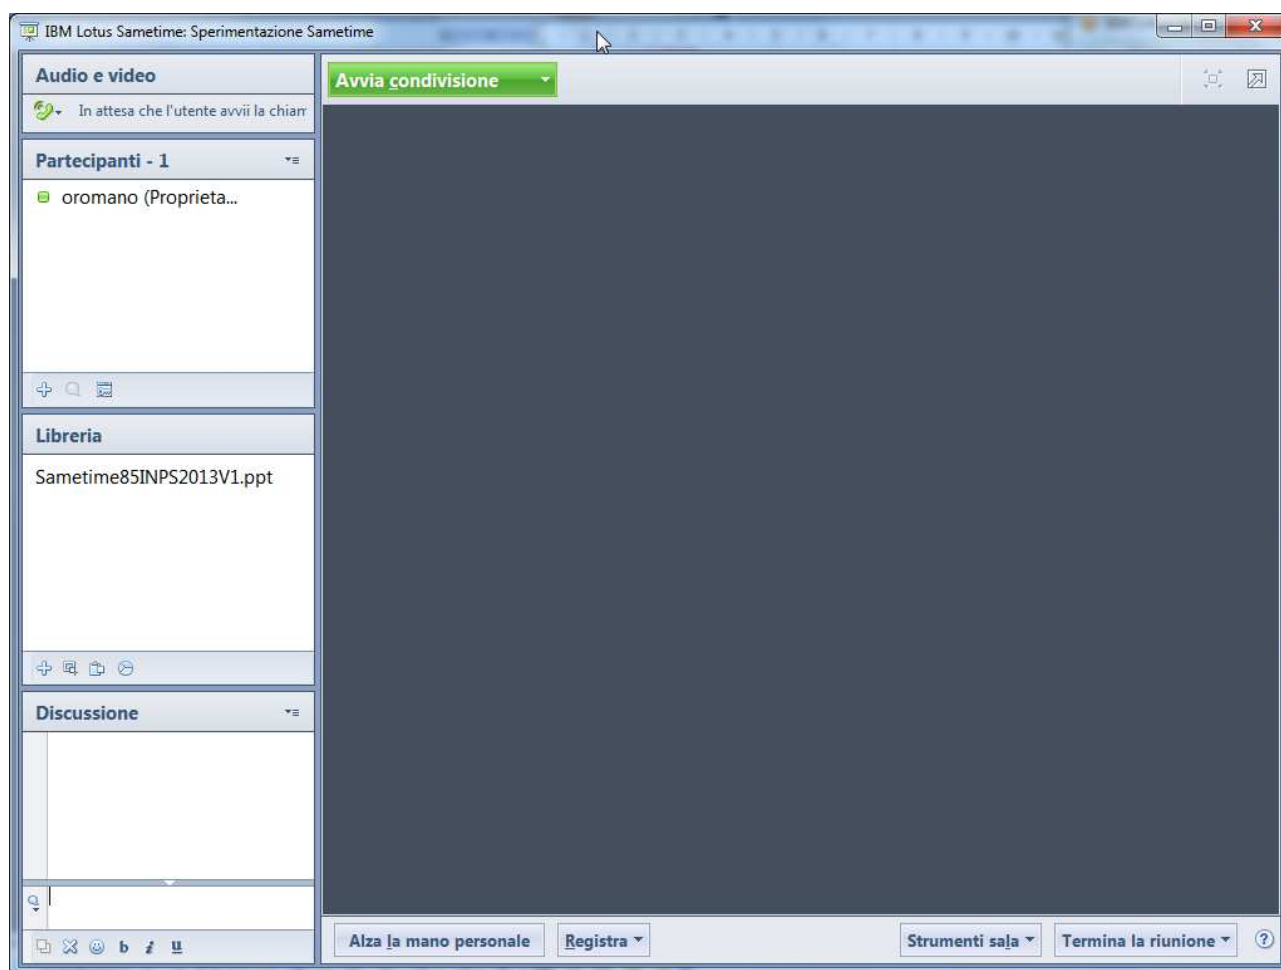 IBM Lotus Sametime: Sperimentazione Sametime
Audio e video
In attesa che l'utente avvii la chiam
Partecipanti - 1
oromano (Proprieta...
Libreria
Sametime85INPS2013V1.ppt
Discussione
b i u
Avvia condivisione
Alza la mano personale
Registra
Strumenti sala
Termina la riunione
?